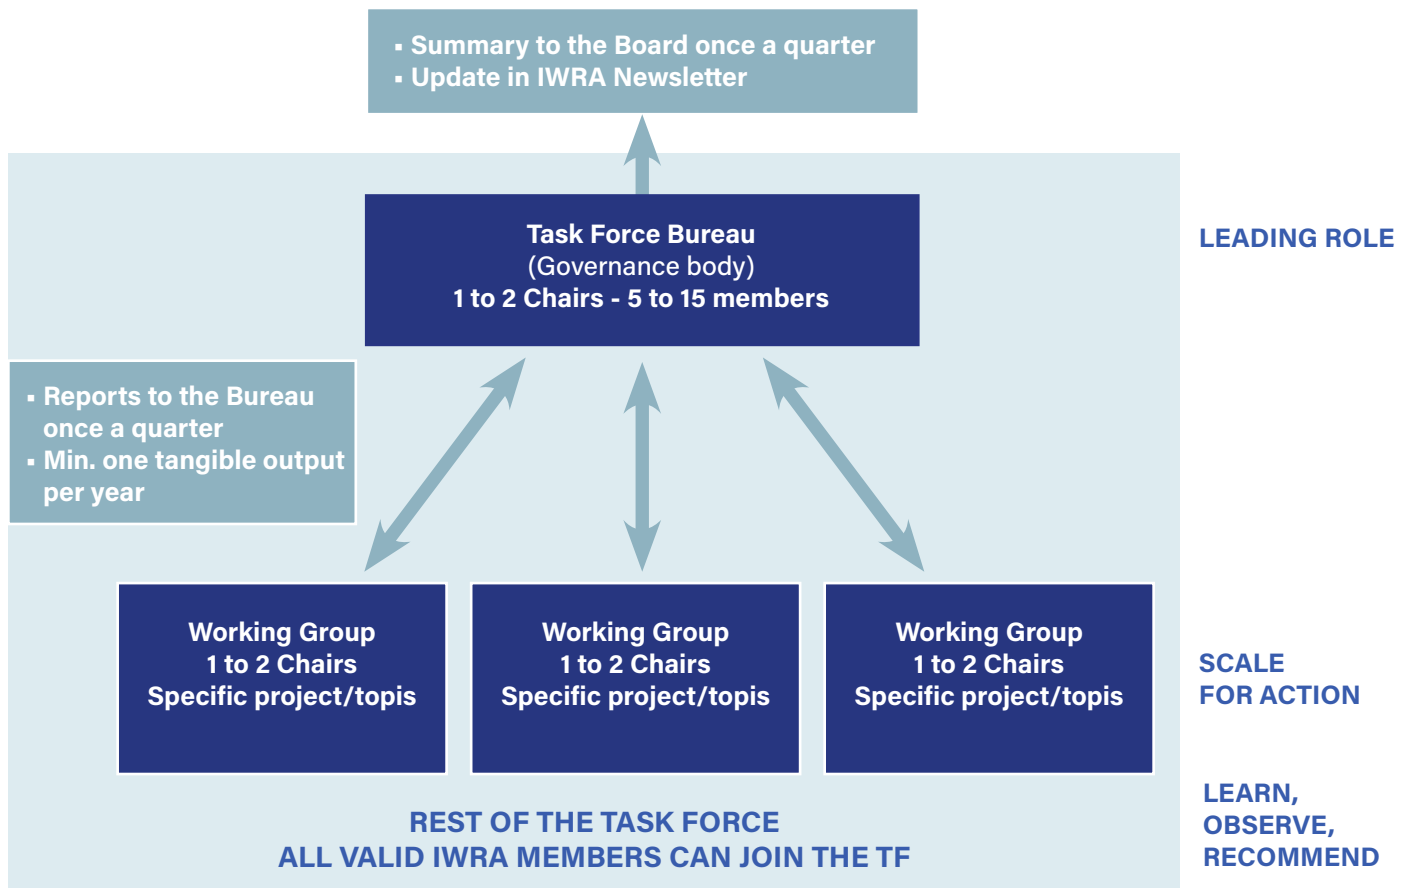 ▪ Summary to the Board once a quarter
▪ Update in IWRA Newsletter
Task Force Bureau
(Governance body)
1 to 2 Chairs - 5 to 15 members
LEADING ROLE
▪ Reports to the Bureau
once a quarter
▪ Min. one tangible output
per year
Working Group
1 to 2 Chairs
Specific project/topis
Working Group
1 to 2 Chairs
Specific project/topis
Working Group
1 to 2 Chairs
Specific project/topis
SCALE
FOR ACTION
REST OF THE TASK FORCE
ALL VALID IWRA MEMBERS CAN JOIN THE TF
LEARN,
OBSERVE,
RECOMMEND